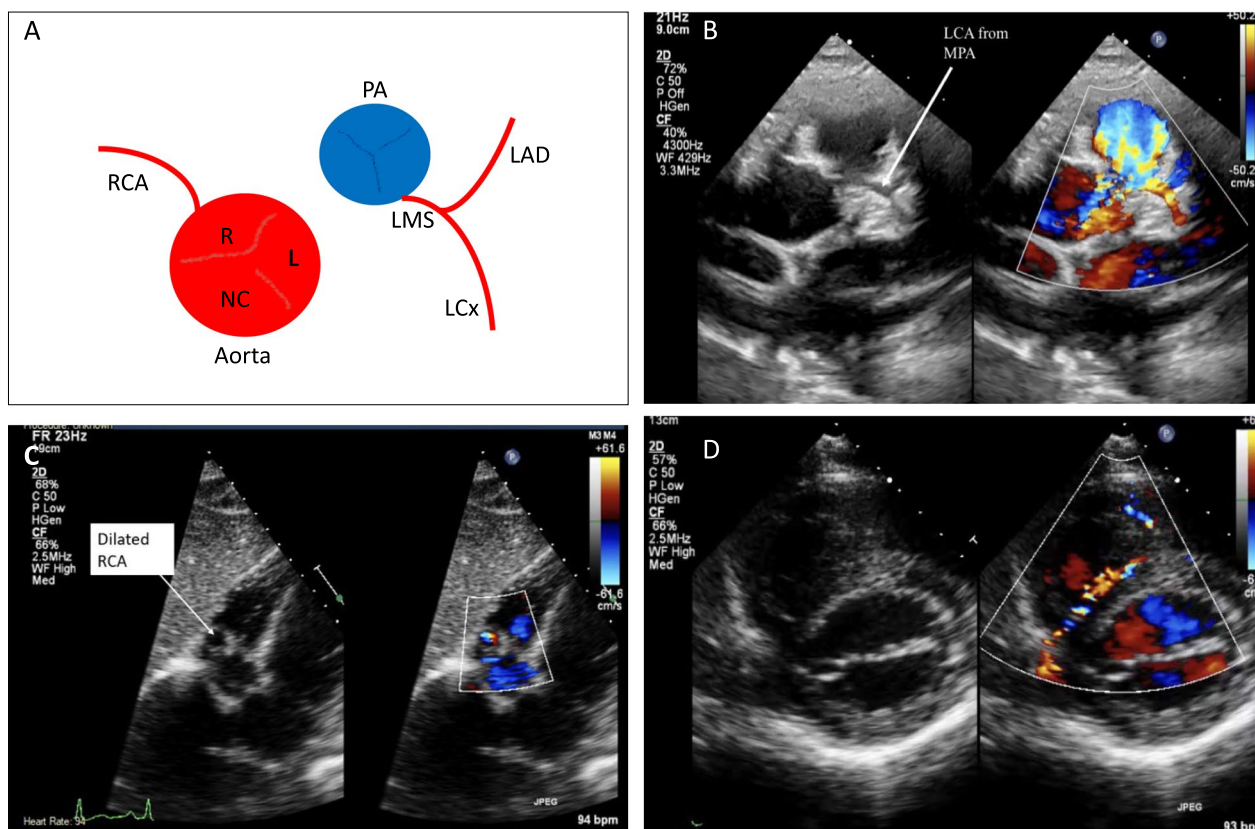 A
PA
RCA
LAD
LMS
R
L
NC
LCx
Aorta
21Hz
9.0cm
B
LCA from
MPA
P
+50.2
2D
72%
C 50
P Off
HGen
CF
40%
4300Hz
WF 429Hz
3.3MHz
-50.2
cm/s
FR 23Hz
19cm
C
2D
68%
C 50
P Low
HGen
CF
66%
2.5MHz
WF High
Med
Dilated
RCA
P
M3 M4
+61.6
-61.6
cm/s
JPEG
Heart Rate: 94
94 bpm
13cm
D
2D
57%
C 50
P Low
HGen
CF
66%
2.5MHz
WF High
Med
P
JPEG
93 bpm